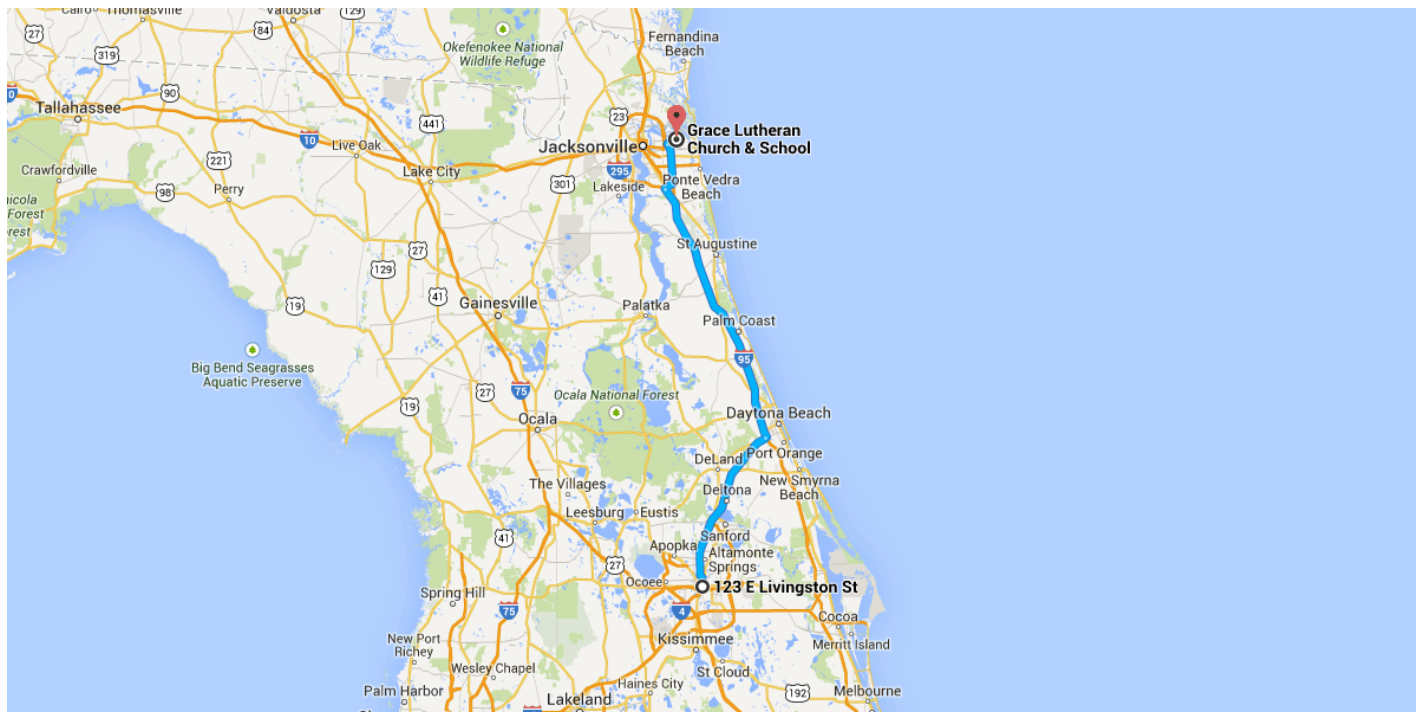 Cairo
Thomasville
Valdosta
129
27
84
Okefenokee National
Wildlife Refuge
Fernandina
Beach
319
90
441
23
Tallahassee
10
Live Oak
Lake City
Jacksonville
Grace Lutheran
Church & School
221
295
301
Lakeside
Ponte Vedra
Beach
Crawfordville
98
Perry
Forest
27
129
St Augustine
19
41
Gainesville
Palatka
Palm Coast
95
Big Bend Seagrasses
Aquatic Preserve
75
27
Ocala National Forest
19
Ocala
Daytona Beach
DeLand
Port Orange
The Villages
Deltona
New Smyrna
Beach
Leesburg
Eustis
41
Sanford
Apopka
Altamonte
Springs
27
Ocoee
123 E Livingston St
Spring Hill
75
4
Cocoa
New Port
Richey
Kissimmee
Merritt Island
Wesley Chapel
St Cloud
Palm Harbor
Haines City
192
Melbourne
Lakeland